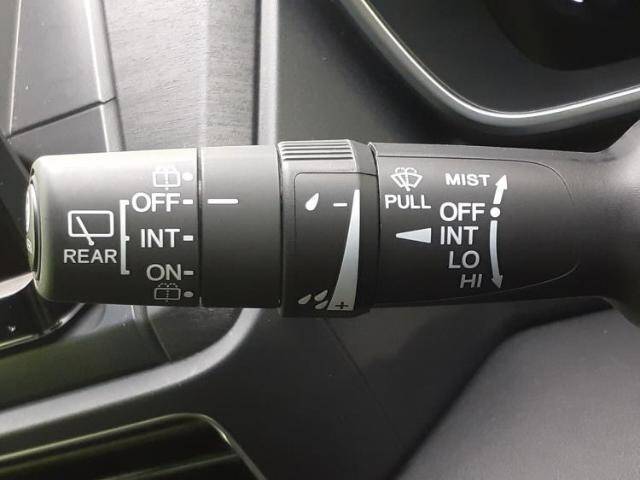 REAR
OFF
INT
ON
-
+
PULL
MIST
OFF
INT
LO
HI